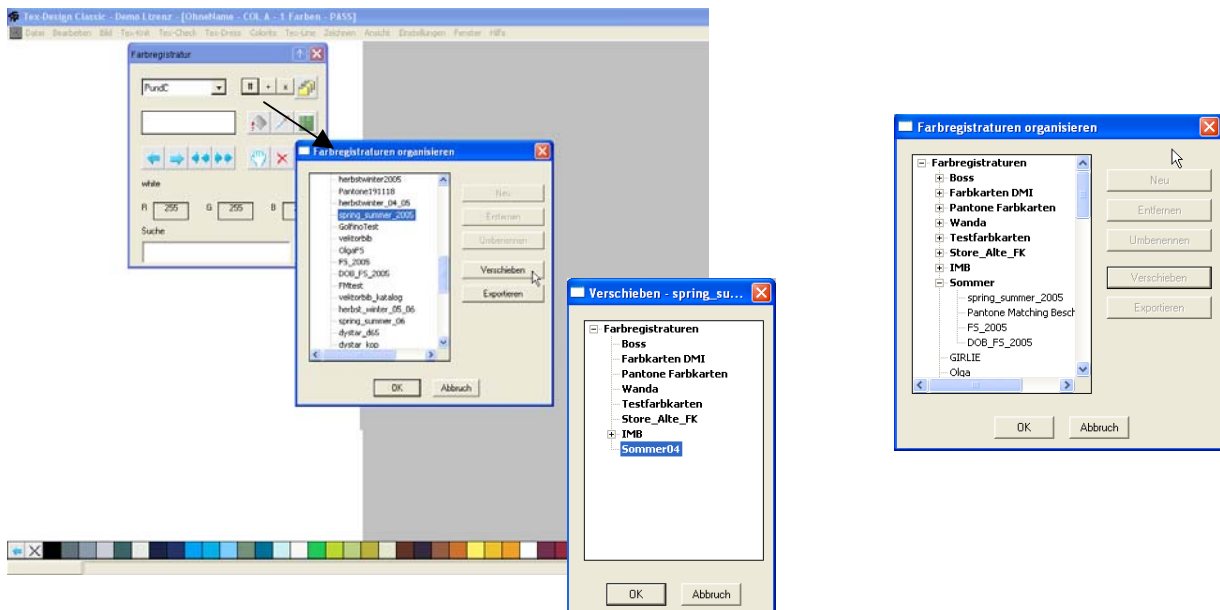 Tex-Design Classic - Demo Lizenz - [OhneName - COL A - 1 Farben - PASS]
Datei Bearbeiten Bild Tex-Knit Tex-Check Tex-Dress Colorits Tex-Line Zeichnen Ansicht Einstellungen Fenster Hilfe
Farbregistratur
PundC
white
R 255 G 255 B
Suche
Farbregistraturen organisieren
herbstwinter2005
Pantone191118
herbstwinter_04_05
spring_summer_2005
GolfinoTest
vektorbib
OlgaFS
FS_2005
DOB_FS_2005
FMtest
vektorbib_katalog
herbst_winter_05_06
spring_summer_06
dystar_d65
dystar_kop
Neu
Entfernen
Umbenennen
Verschieben
Exportieren
OK Abbruch
Verschieben - spring_su...
Farbregistraturen
Boss
Farbkarten DMI
Pantone Farbkarten
Wanda
Testfarbkarten
Store_Alte_FK
IMB
Sommer04
OK Abbruch
Farbregistraturen organisieren
Farbregistraturen
Boss
Farbkarten DMI
Pantone Farbkarten
Wanda
Testfarbkarten
Store_Alte_FK
IMB
Sommer
spring_summer_2005
Pantone Matching Besch
FS_2005
DOB_FS_2005
GIRLIE
Olga
Neu
Entfernen
Umbenennen
Verschieben
Exportieren
OK Abbruch